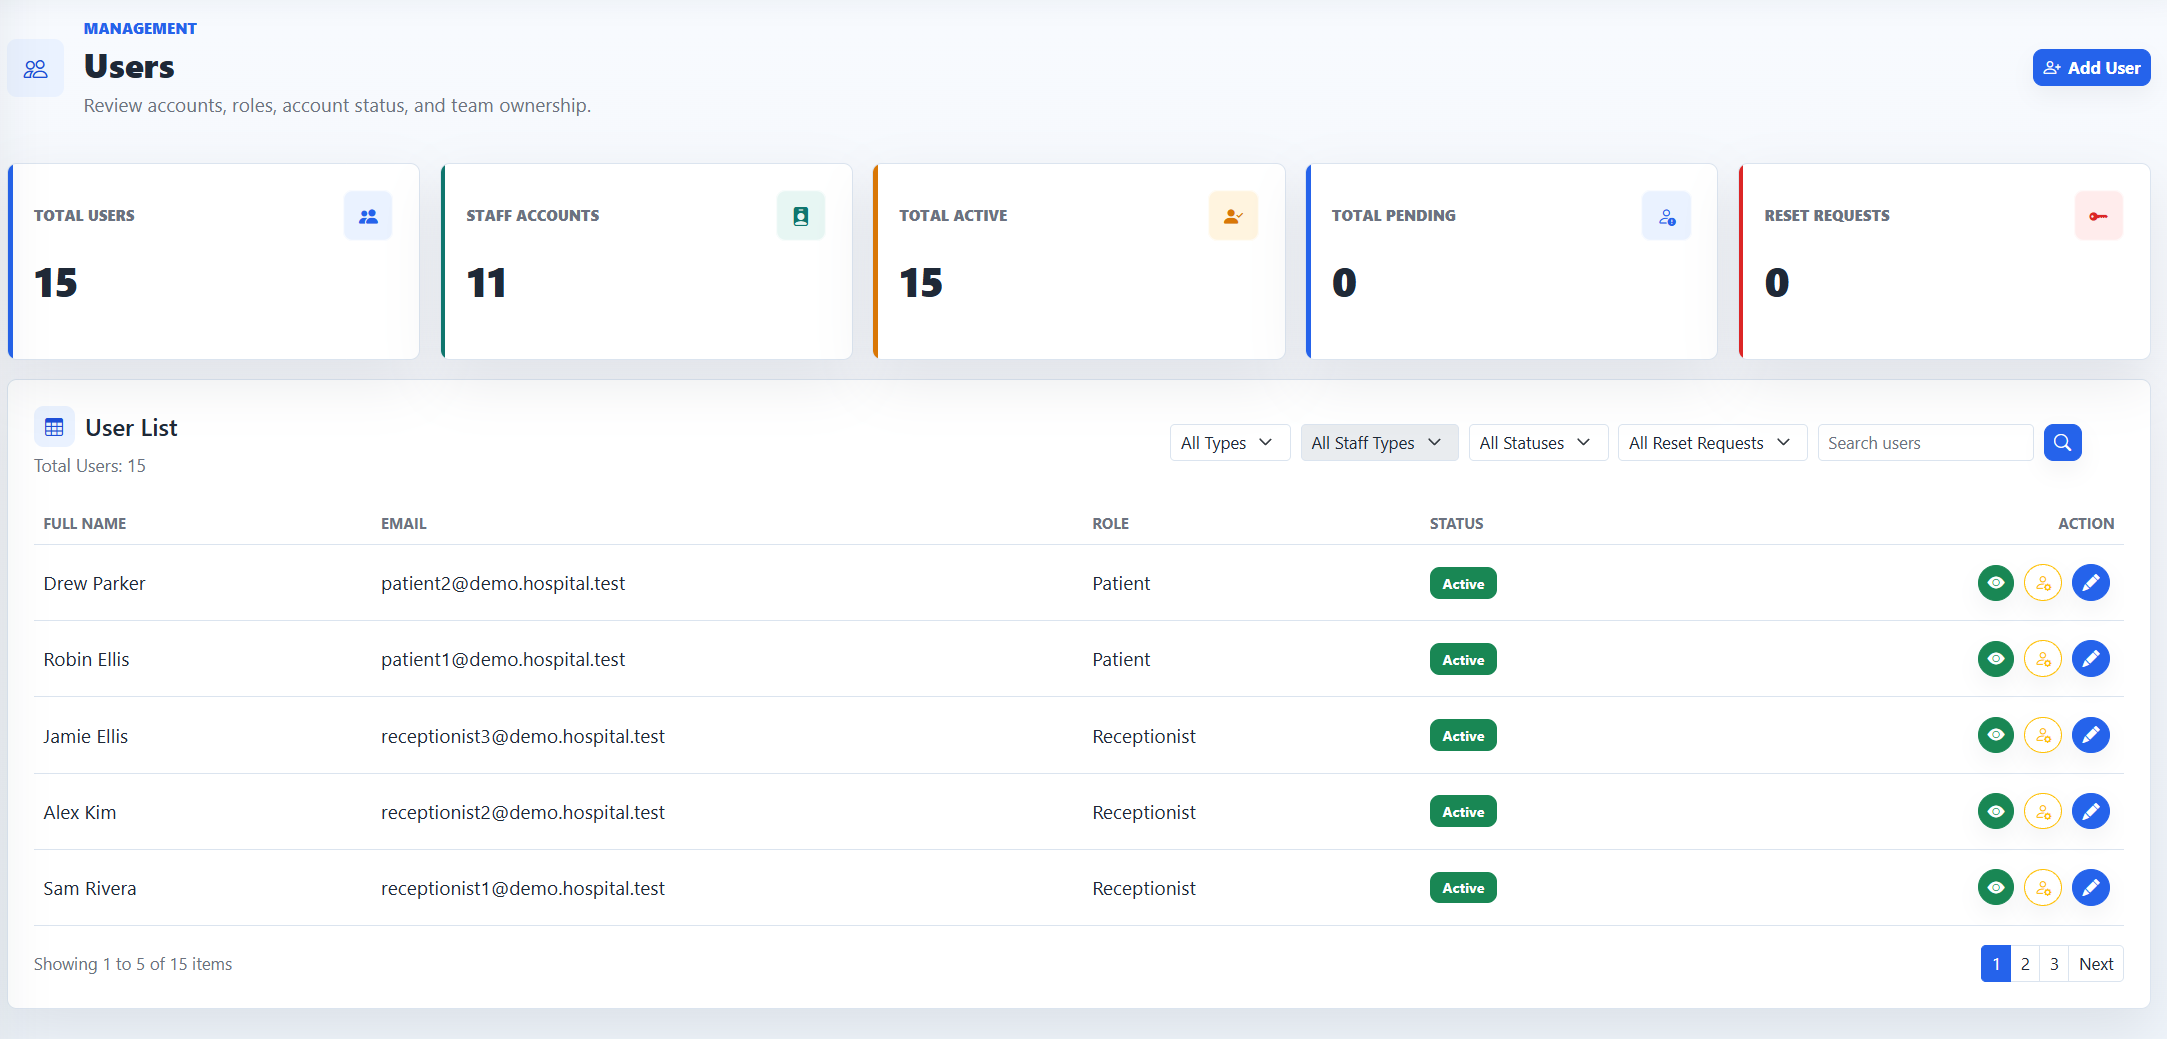 MANAGEMENT
Users
Review accounts, roles, account status, and team ownership.
Add User
TOTAL USERS
15
STAFF ACCOUNTS
11
TOTAL ACTIVE
15
TOTAL PENDING
0
RESET REQUESTS
0
User List
Total Users: 15
All Types
All Staff Types
All Statuses
All Reset Requests
Search users
FULL NAME EMAIL ROLE STATUS ACTION
Drew Parker patient2@demo.hospital.test Patient Active
Robin Ellis patient1@demo.hospital.test Patient Active
Jamie Ellis receptionist3@demo.hospital.test Receptionist Active
Alex Kim receptionist2@demo.hospital.test Receptionist Active
Sam Rivera receptionist1@demo.hospital.test Receptionist Active
Showing 1 to 5 of 15 items
1 2 3 Next